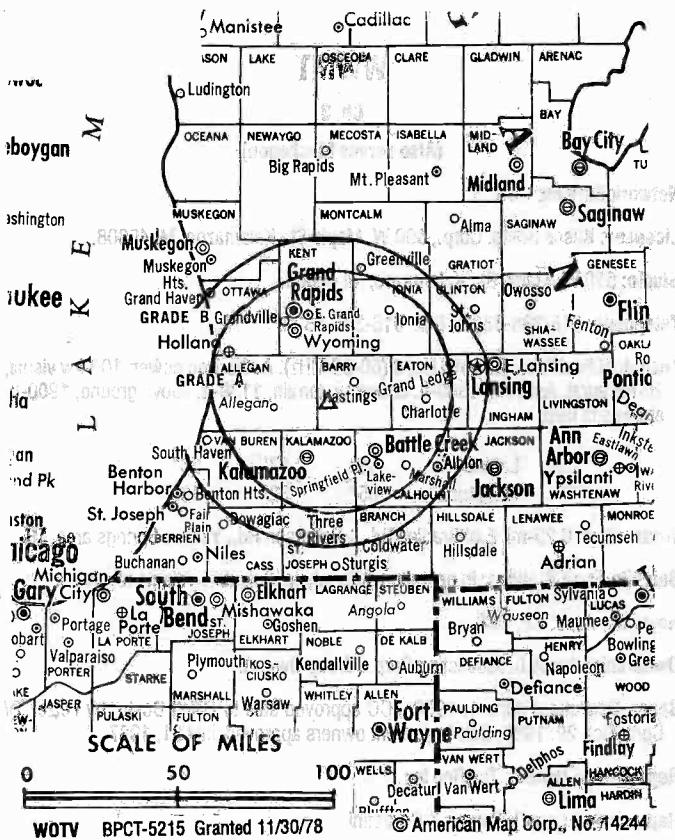 Manistee
Cadillac
LAKE
OSCEOLA
CLARE
GLADWIN
ARENAC
Ludington
BAY
OCEANA
NEWAYGO
MECOSTA
ISABELLA
MID-
LAND
Bay City
Big Rapids
Mt. Pleasant
Midland
MUSKEGON
MONTCALM
Alma
SAGINAW
Saginaw
Muskegon
Muskegon
Hts.
KENT
Greenville
GRATIOT
GENESEE
Grand Haven
OTTAWA
Grand
Rapids
IONIA
CLINTON
Owosso
Flin
GRADE B
Grandville
E. Grand
Rapids
Ionia
St.
Johns
SHIA-
WASSEE
Fenton
Holland
Wyoming
OAKL
GRADE A
ALLEGAN
BARRY
EATON
E. Lansing
Lansing
Pontia
Allegan
Hastings
Grand Ledge
Charlotte
INGHAM
LIVINGSTON
South Haven
VAN BUREN
KALAMAZOO
Battle Creek
JACKSON
Ann
Arbor
Eastlawn
Inkste
Benton
Harbor
Kalamazoo
Springfield Pl.
Lake-
view
Marshall
Albion
Ypsilanti
Benton Hts.
CALHOUN
Jackson
WASHTENAW
St. Joseph
Fair
Plain
Dowagiac
Three
Rivers
BRANCH
HILLSDALE
LENAWEE
MONROE
BERRIEN
Coldwater
Tecumseh
Buchanan
Niles
CASS
ST.
JOSEPH
Sturgis
Hillsdale
Adrian
Michigan
City
Gary
South
Bend
Elkhart
LAGRANGE
STEUBEN
WILLIAMS
FULTON
Sylvania
LUCAS
Portage
La
Porte
Mishawaka
Angola
Wauseon
Maumee
Valparaiso
LA PORTE
ST.
JOSEPH
Goshen
Bryan
PORTER
ELKHART
NOBLE
DE KALB
HENRY
Bowling
Gree
STARKE
Plymouth
KOS-
CIUSKO
Kendallville
Auburn
DEFIANCE
Napoleon
MARSHALL
Warsaw
WHITLEY
ALLEN
Defiance
WOOD
JASPER
PULASKI
FULTON
Fort
Wayne
PAULDING
Paulding
PUTNAM
Fostoria
SCALE OF MILES
Findlay
VAN WERT
Delphos
HANCOCK
0 50 100
WELLS
Decatur
Van Wert
ALLEN
Lima
HARDIN
Bluffton
WOTV BPCT-5215 Granted 11/30/78
© American Map Corp., No. 14244